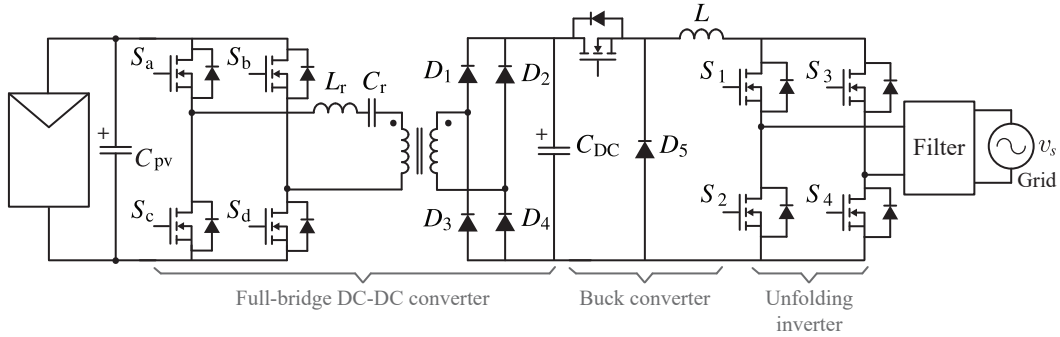 L
S_a
S_b
L_r
C_r
D_1
D_2
S_1
S_3
+
C_pv
+
C_DC
D_5
Filter
v_s
Grid
S_c
S_d
D_3
D_4
S_2
S_4
Full-bridge DC-DC converter
Buck converter
Unfolding
inverter